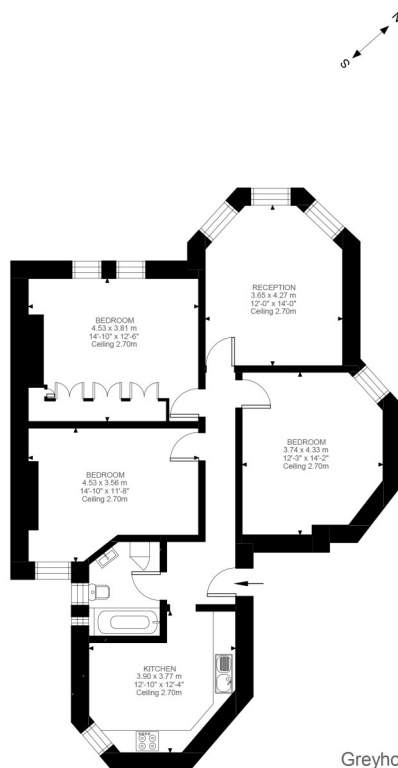 N
S
RECEPTION
3.65 x 4.27 m
12'-0" x 14'-0"
Ceiling 2.70m
BEDROOM
4.53 x 3.81 m
14'-10" x 12'-6"
Ceiling 2.70m
BEDROOM
3.74 x 4.33 m
12'-3" x 14'-2"
Ceiling 2.70m
BEDROOM
4.53 x 3.56 m
14'-10" x 11'-8"
Ceiling 2.70m
KITCHEN
3.90 x 3.77 m
12'-10" x 12'-4"
Ceiling 2.70m
Greyho